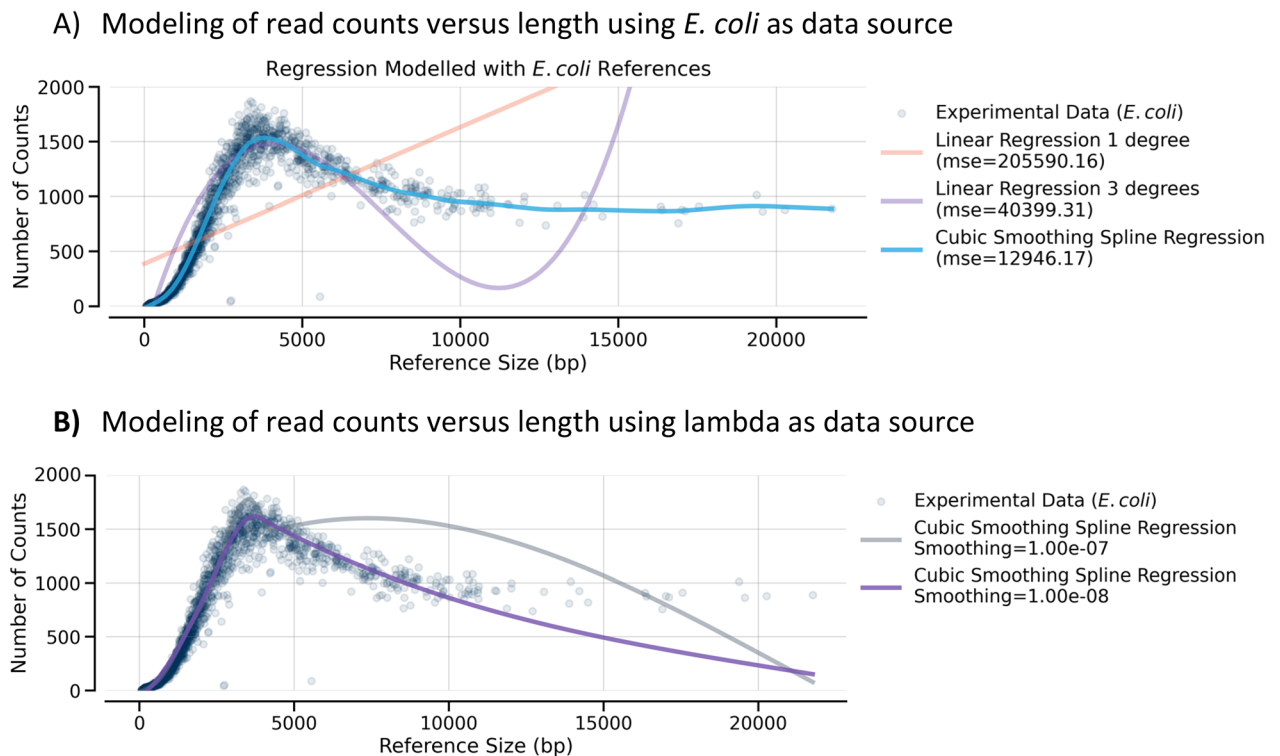 A) Modeling of read counts versus length using E. coli as data source
Regression Modelled with E. coli References
Number of Counts
2000
1500
1000
500
0
0 5000 10000 15000 20000
Reference Size (bp)
Experimental Data (E. coli)
Linear Regression 1 degree
(mse=205590.16)
Linear Regression 3 degrees
(mse=40399.31)
Cubic Smoothing Spline Regression
(mse=12946.17)
B) Modeling of read counts versus length using lambda as data source
Number of Counts
2000
1500
1000
500
0
0 5000 10000 15000 20000
Reference Size (bp)
Experimental Data (E. coli)
Cubic Smoothing Spline Regression
Smoothing=1.00e-07
Cubic Smoothing Spline Regression
Smoothing=1.00e-08